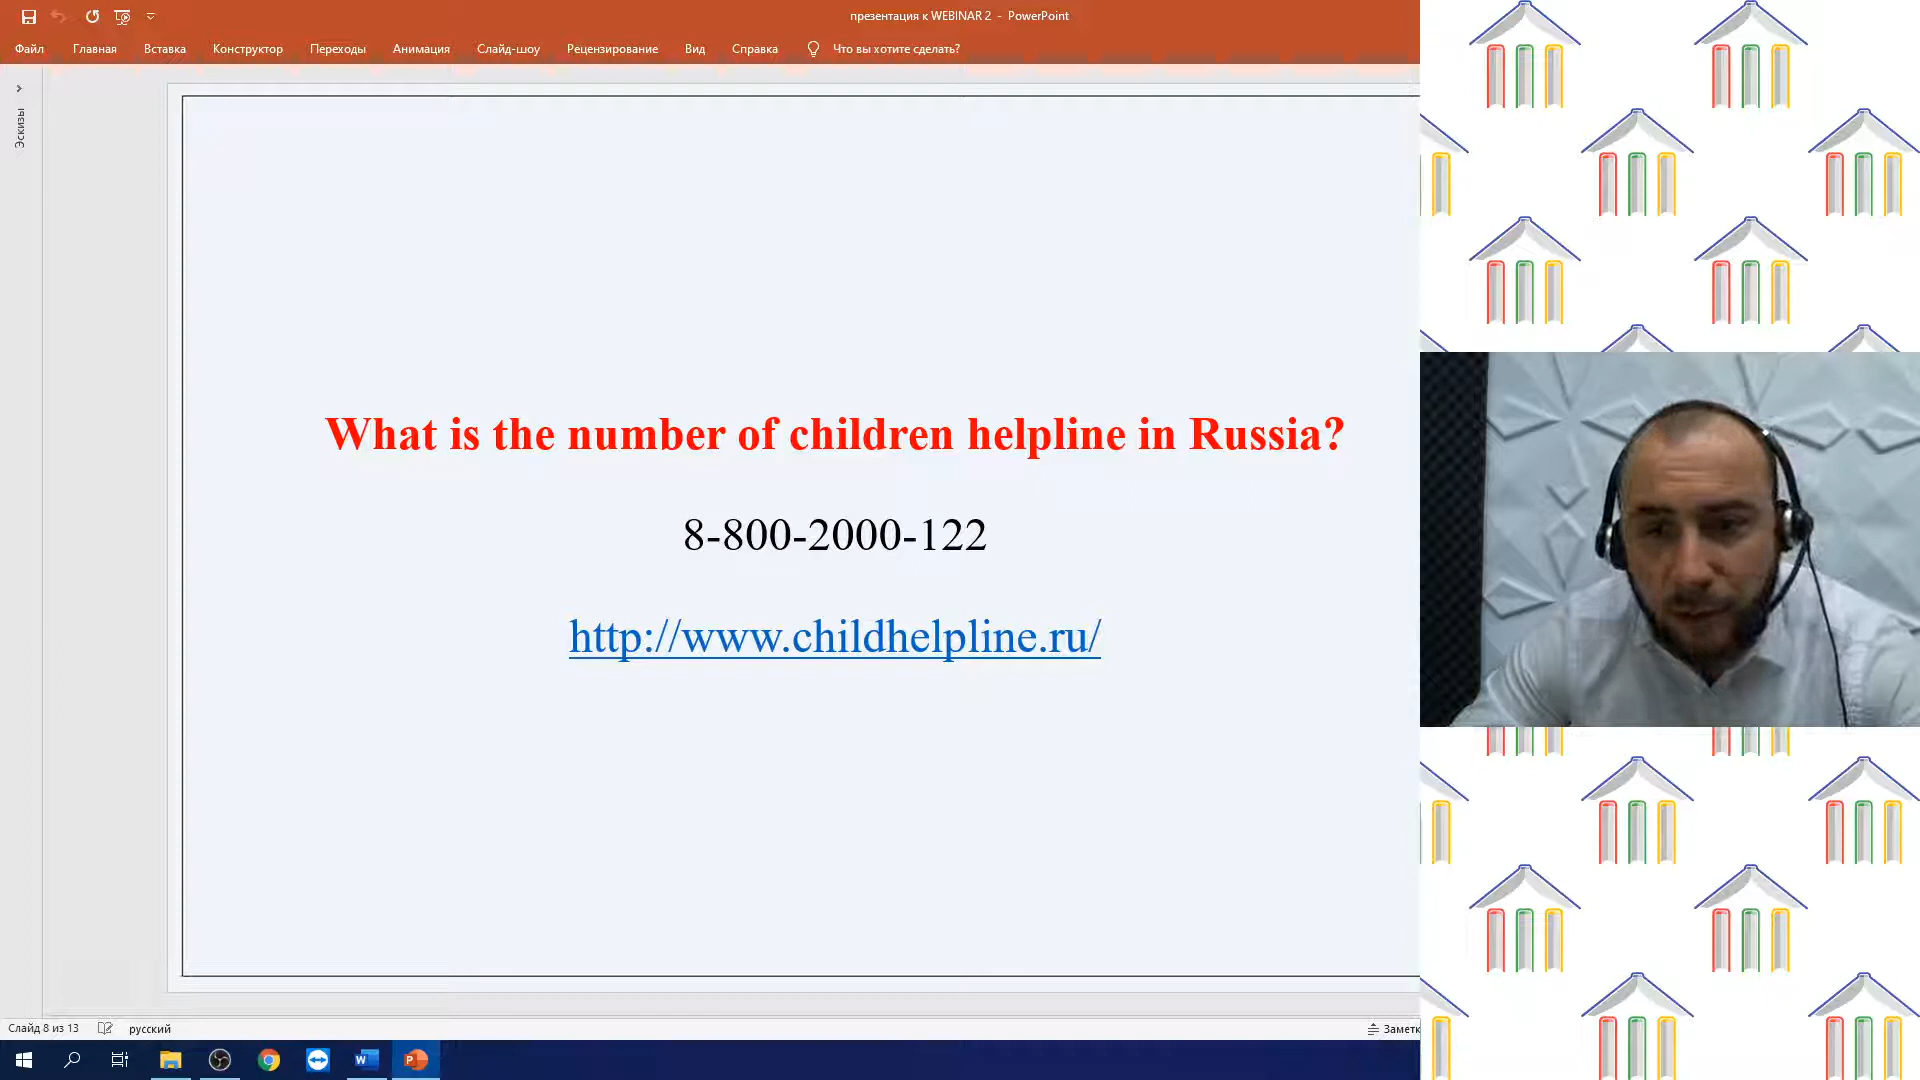 презентация к WEBINAR 2 - PowerPoint
Файл Главная Вставка Конструктор Переходы Анимация Слайд-шоу Рецензирование Вид Справка Что вы хотите сделать?
Эскизы
What is the number of children helpline in Russia?
8-800-2000-122
http://www.childhelpline.ru/
Слайд 8 из 13 русский Заметк